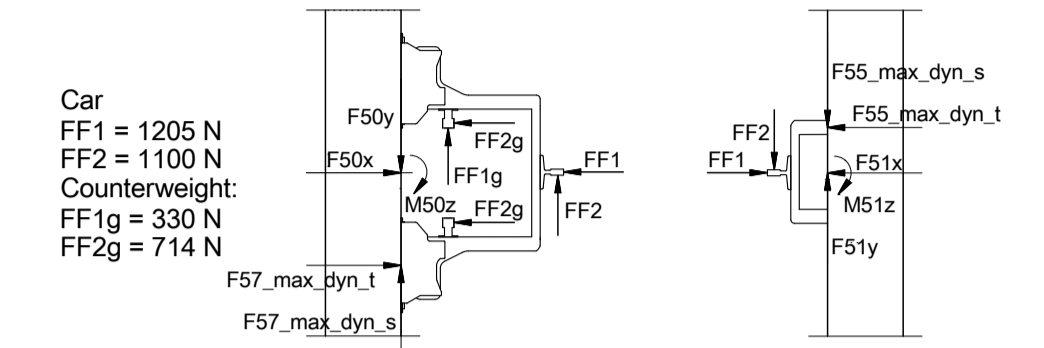 Car
FF1 = 1205 N
FF2 = 1100 N
Counterweight:
FF1g = 330 N
FF2g = 714 N
F50y
F50x
FF2g
FF1g
M50z
FF2g
FF1
FF2
F57_max_dyn_t
F57_max_dyn_s
F55_max_dyn_s
F55_max_dyn_t
FF2
FF1
F51x
M51z
F51y